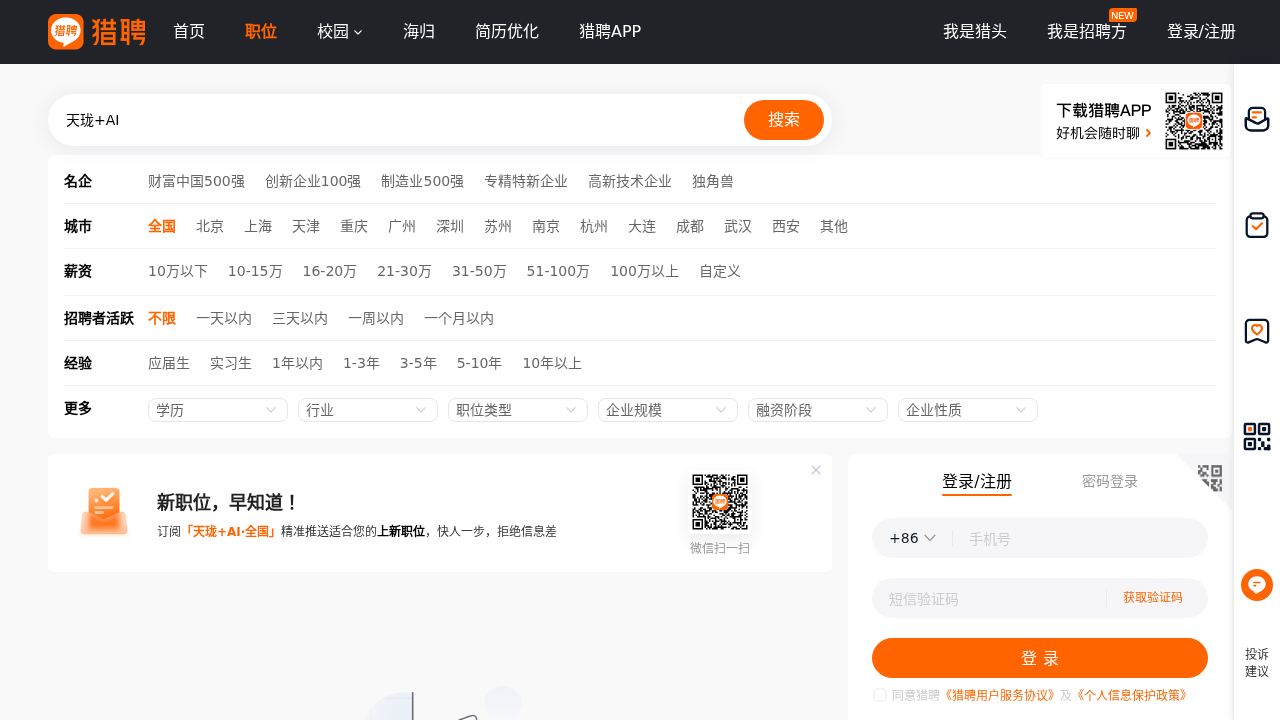 猎聘 猎聘 首页 职位 校园 海归 简历优化 猎聘APP 我是猎头 我是招聘方 NEW 登录/注册
天珑+AI 搜索
下载猎聘APP
好机会随时聊
猎聘
名企 财富中国500强 创新企业100强 制造业500强 专精特新企业 高新技术企业 独角兽
城市 全国 北京 上海 天津 重庆 广州 深圳 苏州 南京 杭州 大连 成都 武汉 西安 其他
薪资 10万以下 10-15万 16-20万 21-30万 31-50万 51-100万 100万以上 自定义
招聘者活跃 不限 一天以内 三天以内 一周以内 一个月以内
经验 应届生 实习生 1年以内 1-3年 3-5年 5-10年 10年以上
更多 学历 行业 职位类型 企业规模 融资阶段 企业性质
新职位，早知道！
订阅「天珑+AI·全国」精准推送适合您的上新职位，快人一步，拒绝信息差
猎聘
微信扫一扫
登录/注册 密码登录
+86 手机号
短信验证码 获取验证码
登 录
同意猎聘《猎聘用户服务协议》及《个人信息保护政策》
投诉
建议